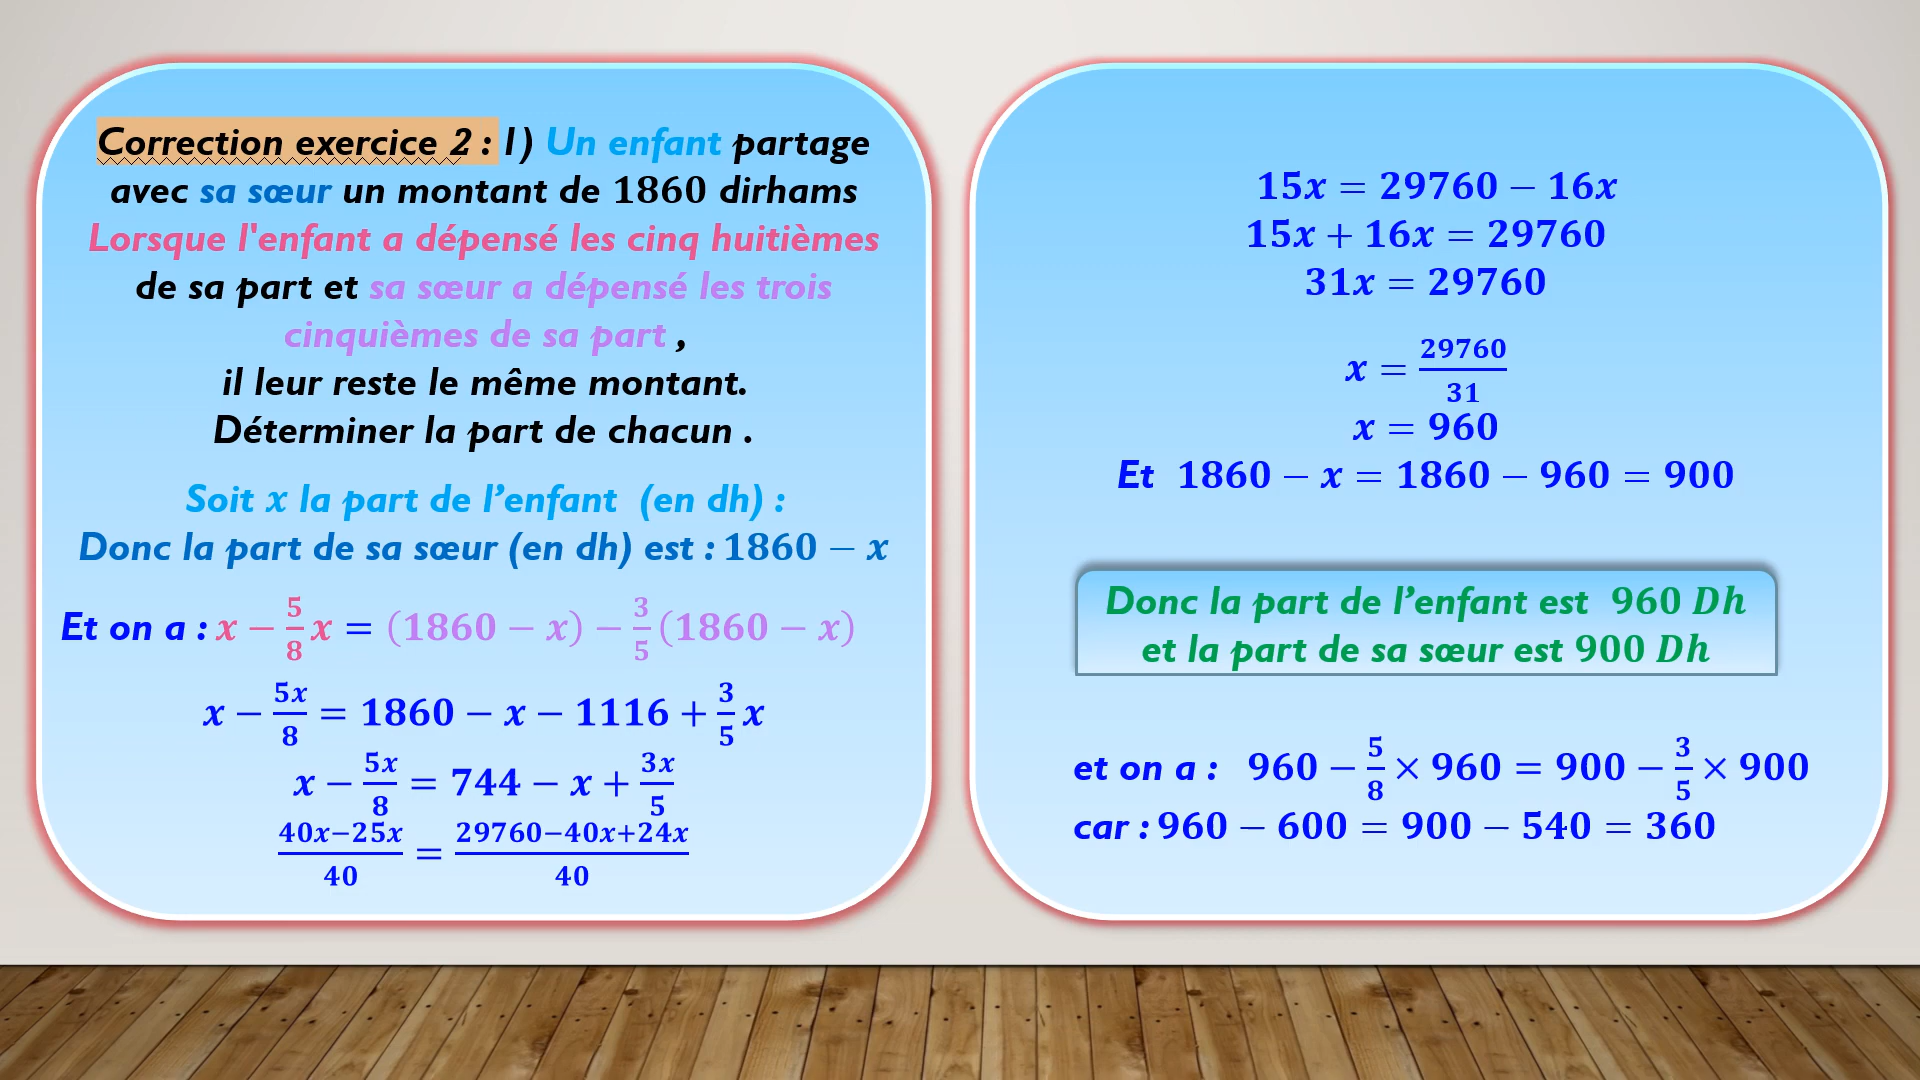 Correction exercice 2 : 1) Un enfant partage
avec sa sœur un montant de 1860 dirhams
Lorsque l'enfant a dépensé les cinq huitièmes
de sa part et sa sœur a dépensé les trois
cinquièmes de sa part ,
il leur reste le même montant.
Déterminer la part de chacun .
Soit x la part de l’enfant (en dh) :
Donc la part de sa sœur (en dh) est : 1860 − x
Et on a : x − 5/8 x = (1860 − x) − 3/5 (1860 − x)
x − 5x/8 = 1860 − x − 1116 + 3/5 x
x − 5x/8 = 744 − x + 3x/5
40x−25x/40 = 29760−40x+24x/40
15x = 29760 − 16x
15x + 16x = 29760
31x = 29760
x = 29760/31
x = 960
Et 1860 − x = 1860 − 960 = 900
Donc la part de l’enfant est 960 Dh
et la part de sa sœur est 900 Dh
et on a : 960 − 5/8 × 960 = 900 − 3/5 × 900
car : 960 − 600 = 900 − 540 = 360